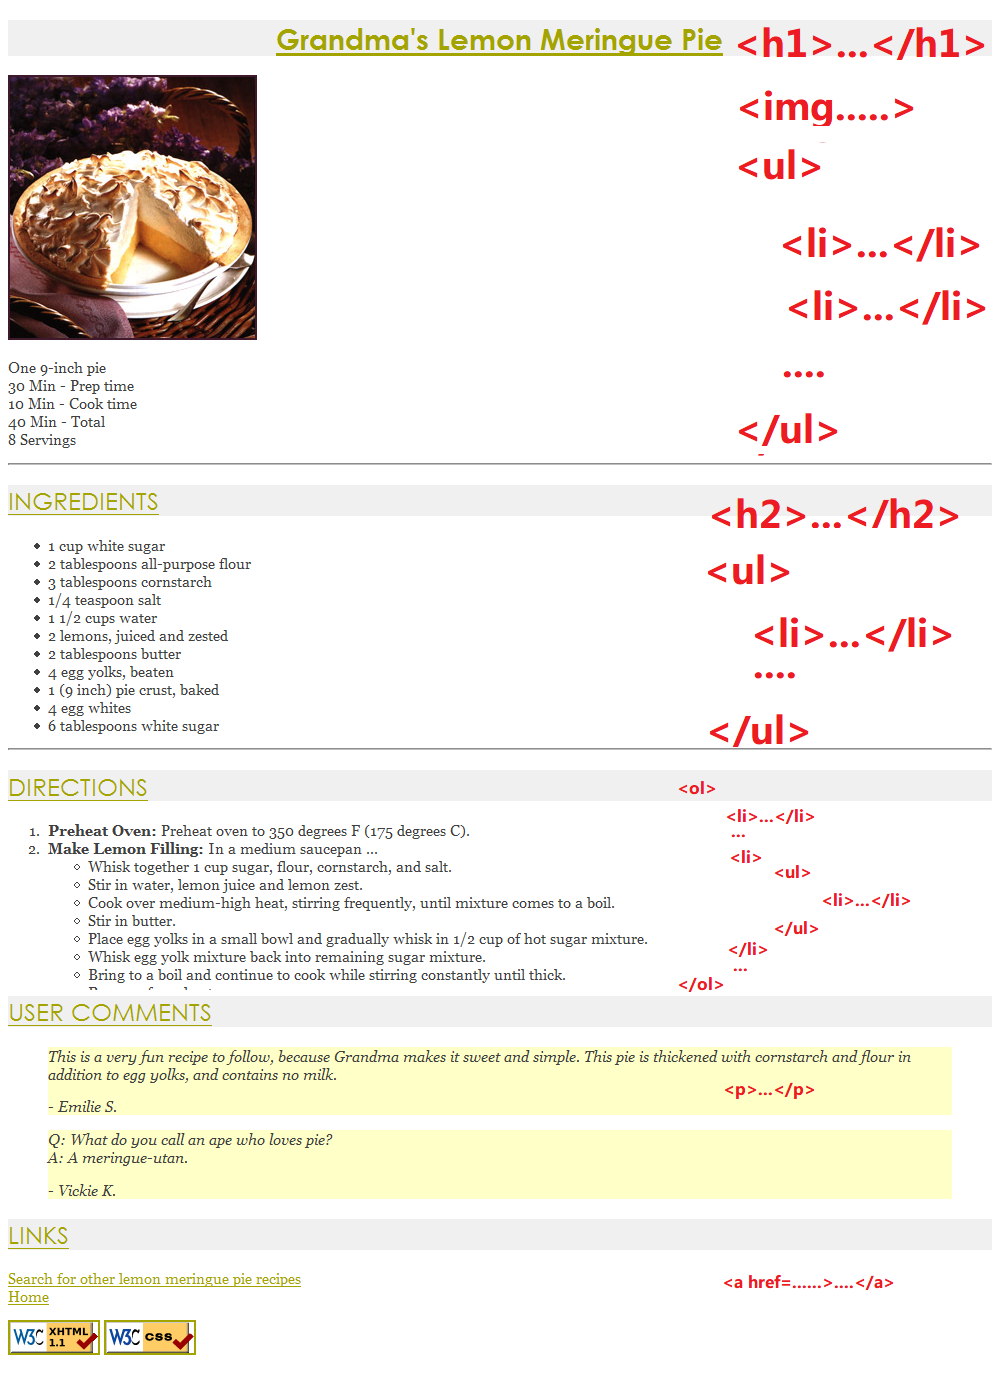 Grandma's Lemon Meringue Pie
<h1>...</h1>
<img.....>
<ul>
<li>...</li>
<li>...</li>
....
</ul>
One 9-inch pie
30 Min - Prep time
10 Min - Cook time
40 Min - Total
8 Servings
INGREDIENTS
<h2>...</h2>
<ul>
<li>...</li>
....
</ul>
1 cup white sugar
2 tablespoons all-purpose flour
3 tablespoons cornstarch
1/4 teaspoon salt
1 1/2 cups water
2 lemons, juiced and zested
2 tablespoons butter
4 egg yolks, beaten
1 (9 inch) pie crust, baked
4 egg whites
6 tablespoons white sugar
DIRECTIONS
<ol>
<li>...</li>
...
<li>
<ul>
<li>...</li>
</ul>
</li>
...
</ol>
1. Preheat Oven: Preheat oven to 350 degrees F (175 degrees C).
2. Make Lemon Filling: In a medium saucepan ...
Whisk together 1 cup sugar, flour, cornstarch, and salt.
Stir in water, lemon juice and lemon zest.
Cook over medium-high heat, stirring frequently, until mixture comes to a boil.
Stir in butter.
Place egg yolks in a small bowl and gradually whisk in 1/2 cup of hot sugar mixture.
Whisk egg yolk mixture back into remaining sugar mixture.
Bring to a boil and continue to cook while stirring constantly until thick.
USER COMMENTS
This is a very fun recipe to follow, because Grandma makes it sweet and simple. This pie is thickened with cornstarch and flour in
addition to egg yolks, and contains no milk.
<p>...</p>
- Emilie S.
Q: What do you call an ape who loves pie?
A: A meringue-utan.
- Vickie K.
LINKS
Search for other lemon meringue pie recipes
<a href=......>....</a>
Home
W3C XHTML 1.1
W3C css